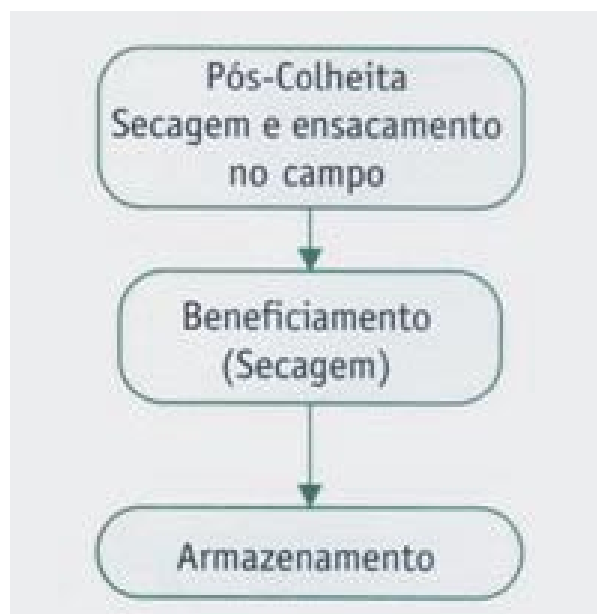 Pós-Colheita
Secagem e ensacamento
no campo
Beneficiamento
(Secagem)
Armazenamento